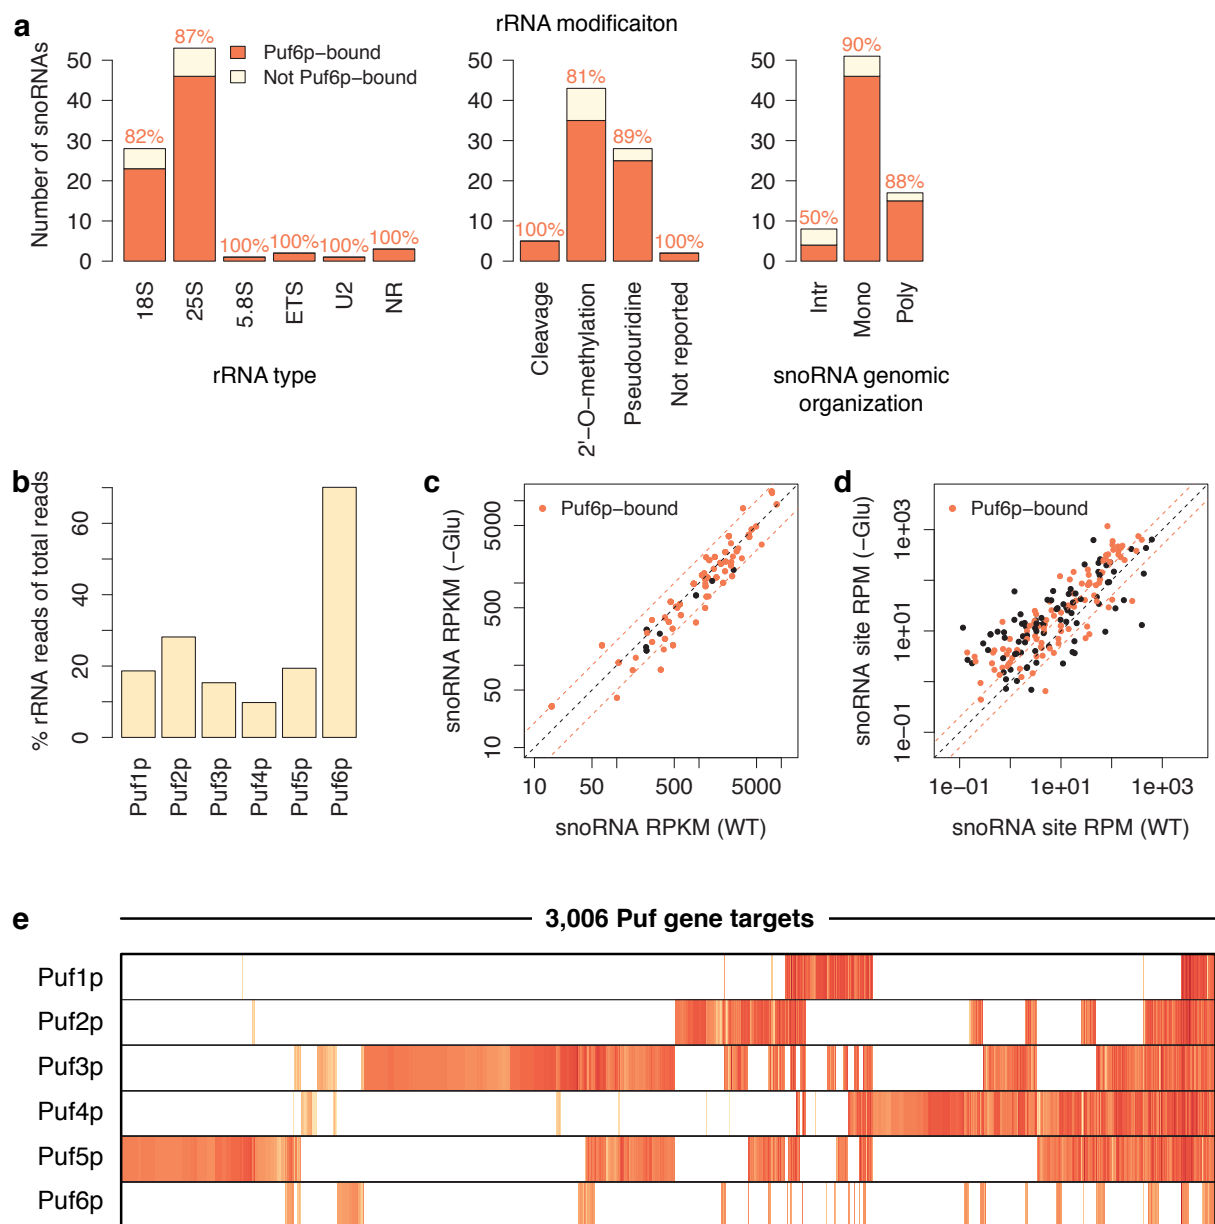 a
rRNA modificaiton
Number of snoRNAs
0
10
20
30
40
50
82%
87%
100%
100%
100%
100%
Puf6p−bound
Not Puf6p−bound
18S
25S
5.8S
ETS
U2
NR
rRNA type
0
10
20
30
40
50
100%
81%
89%
100%
Cleavage
2'−O−methylation
Pseudouridine
Not reported
0
10
20
30
40
50
50%
90%
88%
Intr
Mono
Poly
snoRNA genomic
organization
b
% rRNA reads of total reads
0
20
40
60
Puf1p
Puf2p
Puf3p
Puf4p
Puf5p
Puf6p
c
snoRNA RPKM (−Glu)
10
50
500
5000
Puf6p−bound
10
50
500
5000
snoRNA RPKM (WT)
d
snoRNA site RPM (−Glu)
1e−01
1e+01
1e+03
Puf6p−bound
1e−01
1e+01
1e+03
snoRNA site RPM (WT)
e
3,006 Puf gene targets
Puf1p
Puf2p
Puf3p
Puf4p
Puf5p
Puf6p